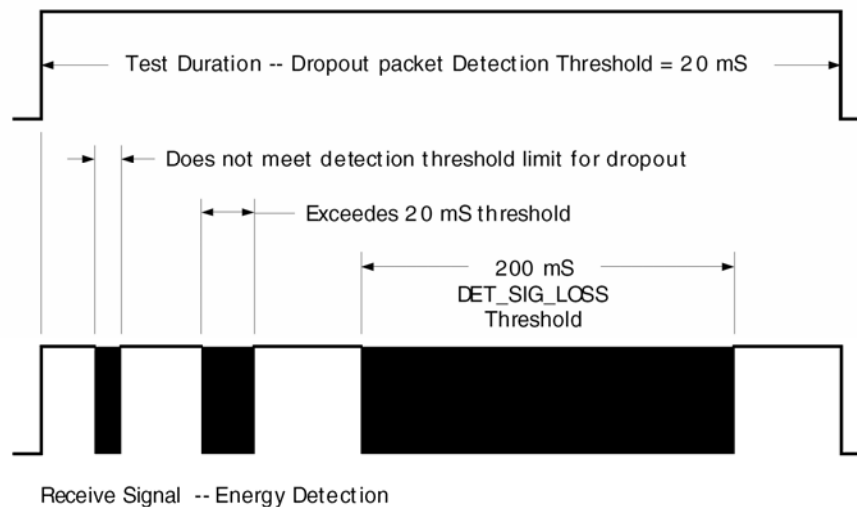 Test Duration -- Dropout packet Detection Threshold = 20 mS
Does not meet detection threshold limit for dropout
Exceedes 20 mS threshold
200 mS
DET_SIG_LOSS
Threshold
Receive Signal -- Energy Detection